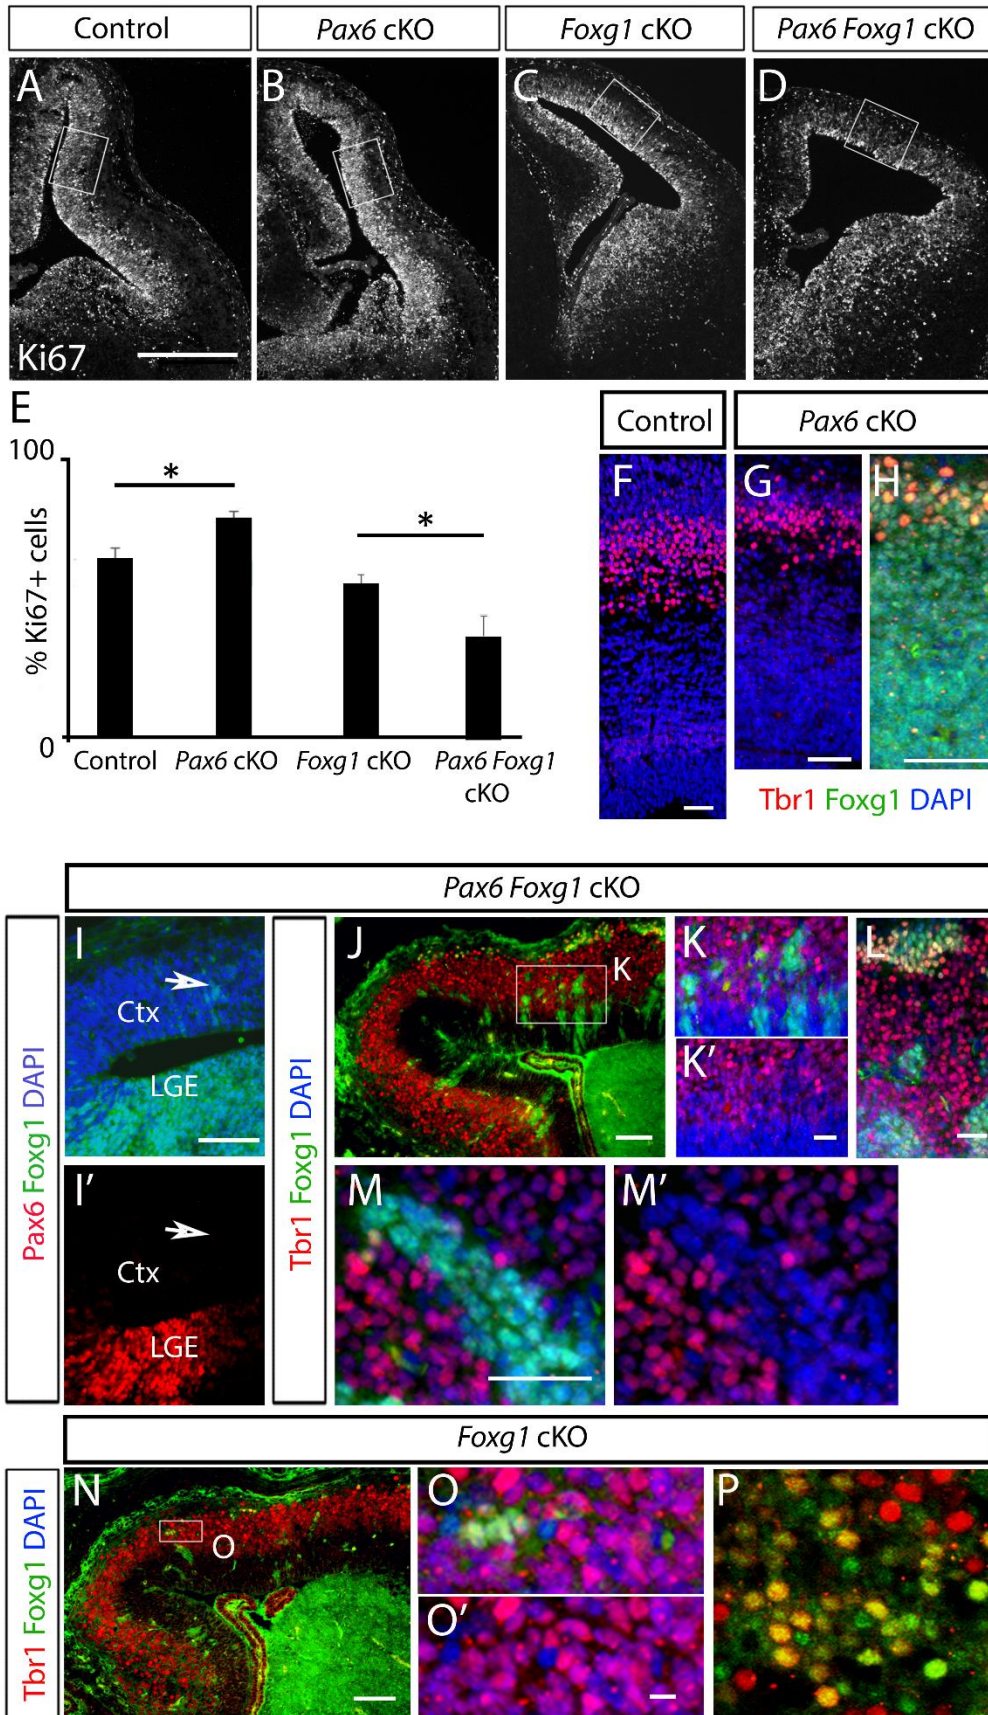 Control
Pax6 cKO
Foxg1 cKO
Pax6 Foxg1 cKO
A
B
C
D
Ki67
E
100
0
% Ki67+ cells
*
*
Control
Pax6 cKO
Foxg1 cKO
Pax6 Foxg1
cKO
Control
Pax6 cKO
F
G
H
Tbr1 Foxg1 DAPI
Pax6 Foxg1 cKO
Pax6 Foxg1 DAPI
I
Ctx
LGE
I'
Ctx
LGE
Tbr1 Foxg1 DAPI
J
K
K
K'
L
M
M'
Foxg1 cKO
Tbr1 Foxg1 DAPI
N
O
O
O'
P